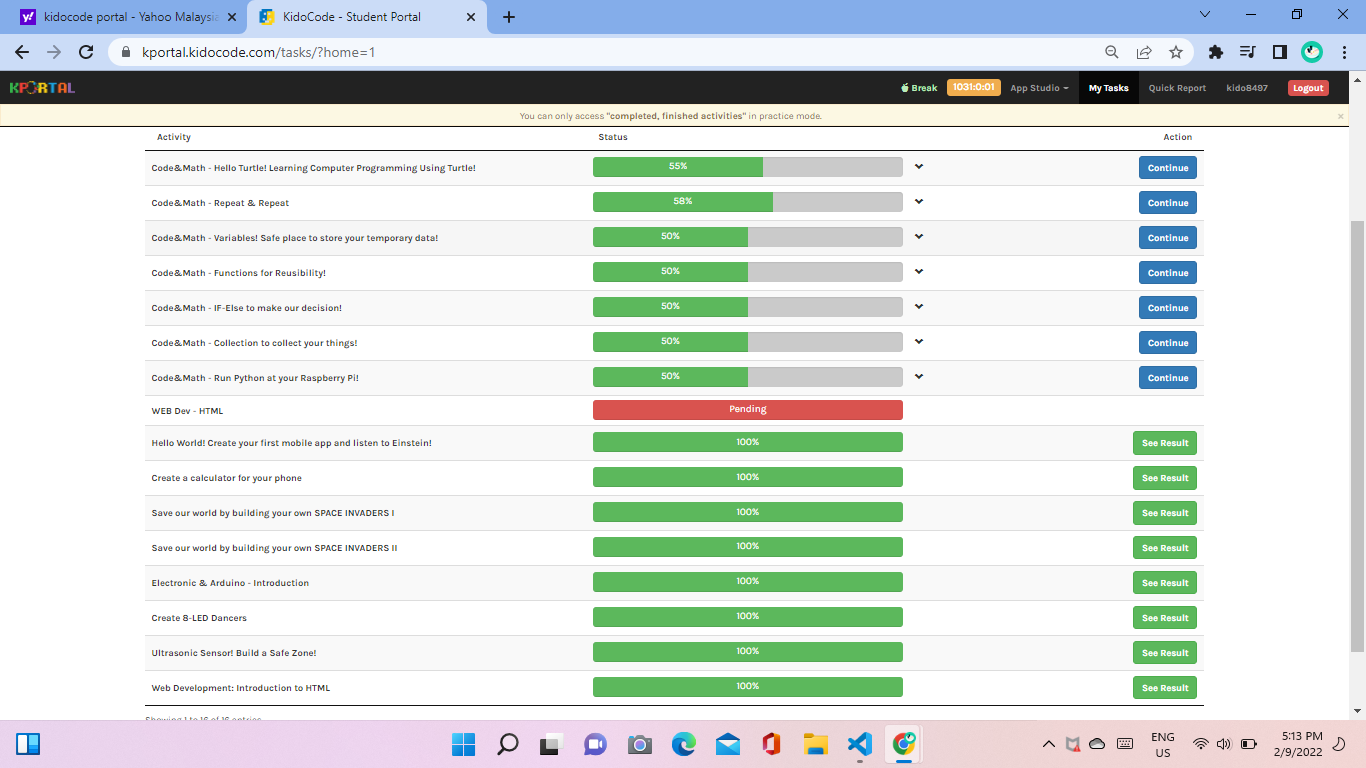 kidocode portal - Yahoo Malaysia
KidoCode - Student Portal
kportal.kidocode.com/tasks/?home=1
KPORTAL
Break
1031:0:01
App Studio
My Tasks
Quick Report
kido8497
Logout
You can only access "completed, finished activities" in practice mode.
Activity Status Action
Code&Math - Hello Turtle! Learning Computer Programming Using Turtle! 55% Continue
Code&Math - Repeat & Repeat 58% Continue
Code&Math - Variables! Safe place to store your temporary data! 50% Continue
Code&Math - Functions for Reusibility! 50% Continue
Code&Math - IF-Else to make our decision! 50% Continue
Code&Math - Collection to collect your things! 50% Continue
Code&Math - Run Python at your Raspberry Pi! 50% Continue
WEB Dev - HTML Pending
Hello World! Create your first mobile app and listen to Einstein! 100% See Result
Create a calculator for your phone 100% See Result
Save our world by building your own SPACE INVADERS I 100% See Result
Save our world by building your own SPACE INVADERS II 100% See Result
Electronic & Arduino - Introduction 100% See Result
Create 8-LED Dancers 100% See Result
Ultrasonic Sensor! Build a Safe Zone! 100% See Result
Web Development: Introduction to HTML 100% See Result
Showing 1 to 16 of 16 entries
ENG
US
5:13 PM
2/9/2022